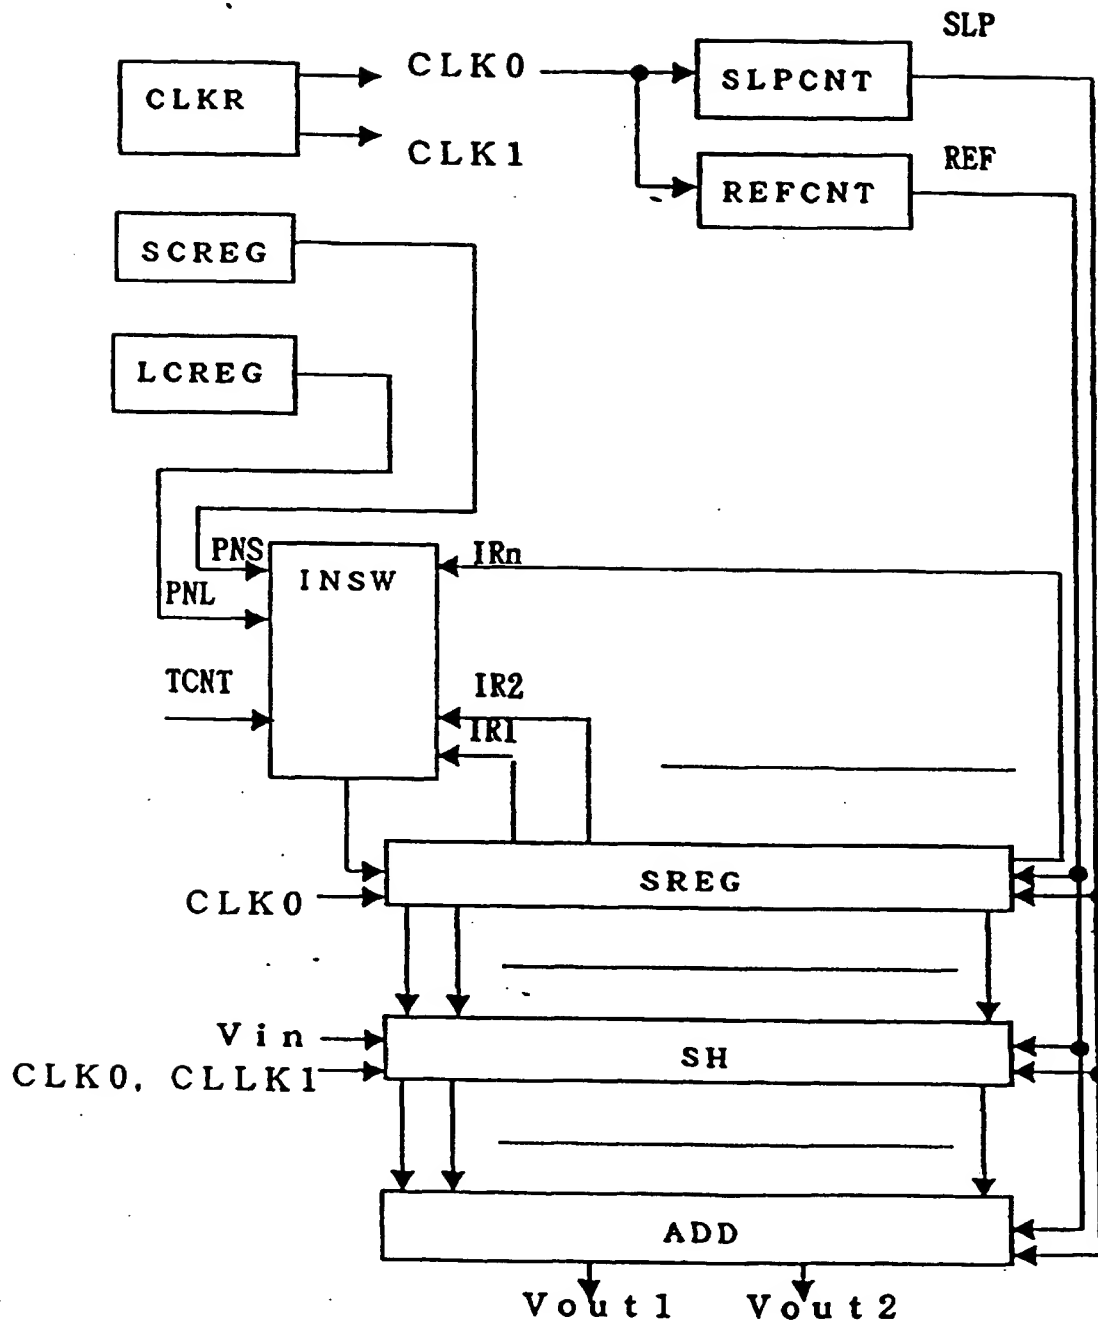 SLP
CLK0
SLPCNT
CLKR
CLK1
REF
REFCNT
SCREG
LCREG
PNS
IRn
INSW
PNL
TCNT
IR2
IR1
SREG
CLK0
Vin
SH
CLK0, CLLK1
ADD
Vout1
Vout2